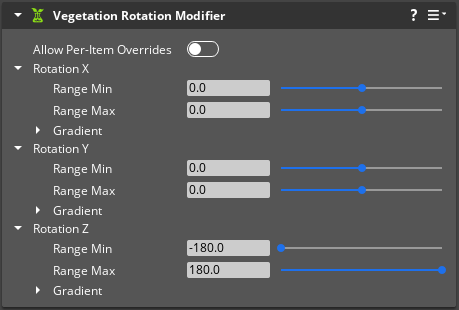 Vegetation Rotation Modifier ?
Allow Per-Item Overrides
Rotation X
Range Min 0.0
Range Max 0.0
Gradient
Rotation Y
Range Min 0.0
Range Max 0.0
Gradient
Rotation Z
Range Min -180.0
Range Max 180.0
Gradient